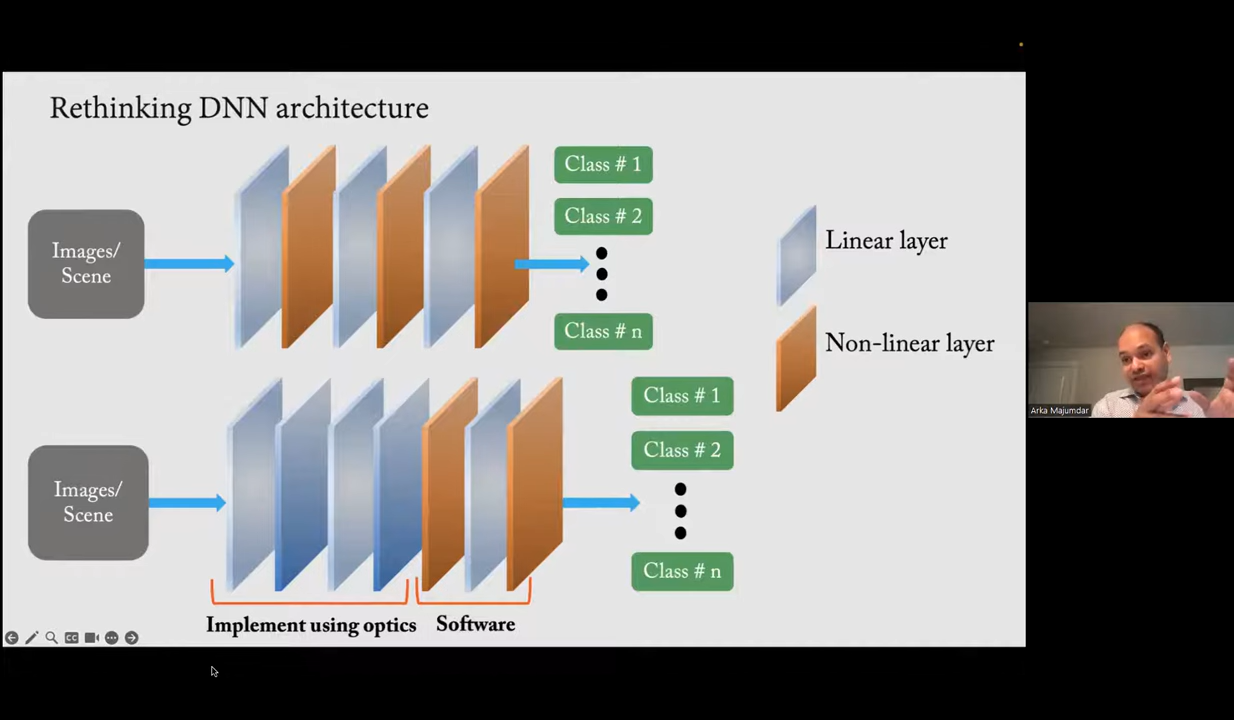 Rethinking DNN architecture
Images/
Scene
Class # 1
Class # 2
Class # n
Linear layer
Non-linear layer
Images/
Scene
Class # 1
Class # 2
Class # n
Implement using optics
Software
CC
Arka Majumdar